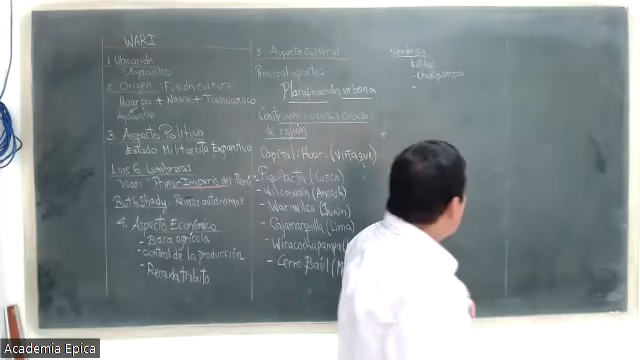 WARI
1. Ubicación
- Ayacucho
2. Origen: Fusión cultural
Huarpa + Nasca + Tiahuanaco
Ayacucho
3 Aspecto Político
Estado Militarista Expansivo
Luis G Lumbreras
Wari "Primer Imperio del Perú"
Ruth Shady: Reinos autónomos
4. Aspecto Económico
- Base agrícola
- control de la producción
- Recauda tributo
5. Aspecto Cultural
Principal aporte:
Planificación urbana
Construyeron ciudades cabeza
de región
Capital: Huari (Viñaque)
- Piquillacta (Cusco)
- Wilcawain (Ancash)
- Wariwilca (Junín)
- Cajamarquilla (Lima)
- Wiracochapampa (
- Cerro Baúl (M
Cerámica
Estilos
- Chakipampa
-
Academia Epica